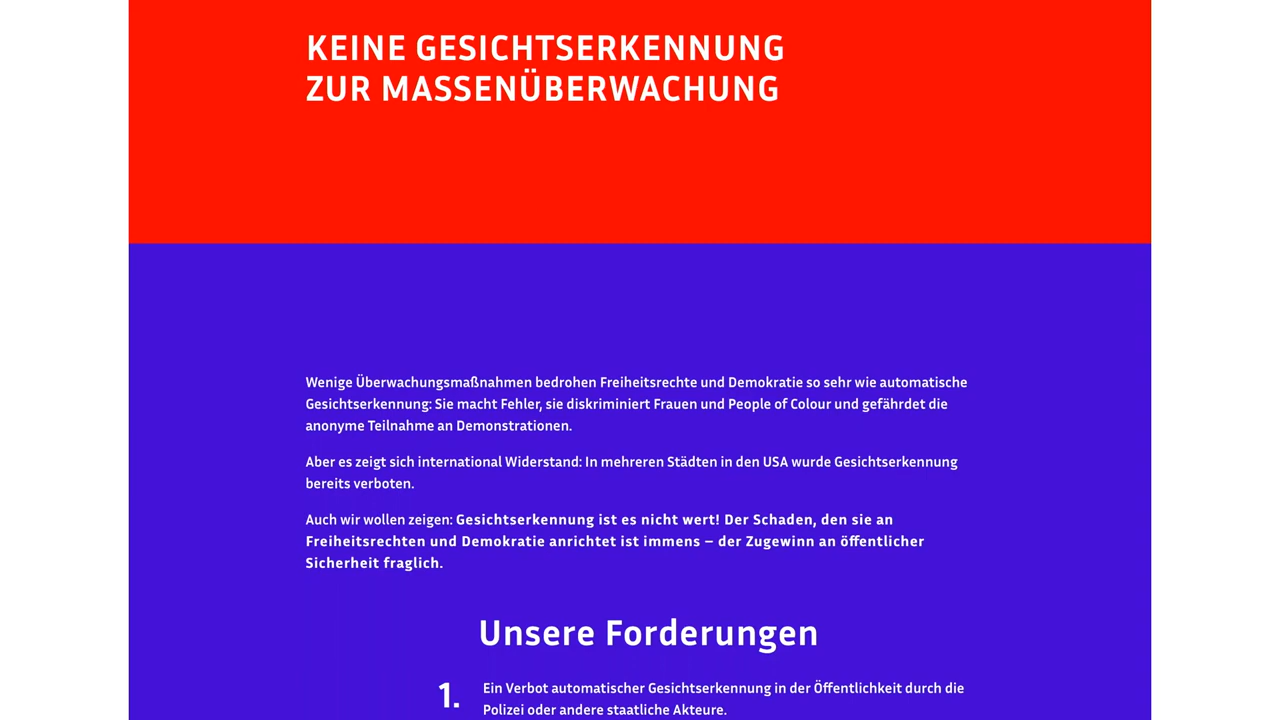 KEINE GESICHTSERKENNUNG
ZUR MASSENÜBERWACHUNG
Wenige Überwachungsmaßnahmen bedrohen Freiheitsrechte und Demokratie so sehr wie automatische
Gesichtserkennung: Sie macht Fehler, sie diskriminiert Frauen und People of Colour und gefährdet die
anonyme Teilnahme an Demonstrationen.
Aber es zeigt sich international Widerstand: In mehreren Städten in den USA wurde Gesichtserkennung
bereits verboten.
Auch wir wollen zeigen: Gesichtserkennung ist es nicht wert! Der Schaden, den sie an
Freiheitsrechten und Demokratie anrichtet ist immens – der Zugewinn an öffentlicher
Sicherheit fraglich.
Unsere Forderungen
1. Ein Verbot automatischer Gesichtserkennung in der Öffentlichkeit durch die
Polizei oder andere staatliche Akteure.